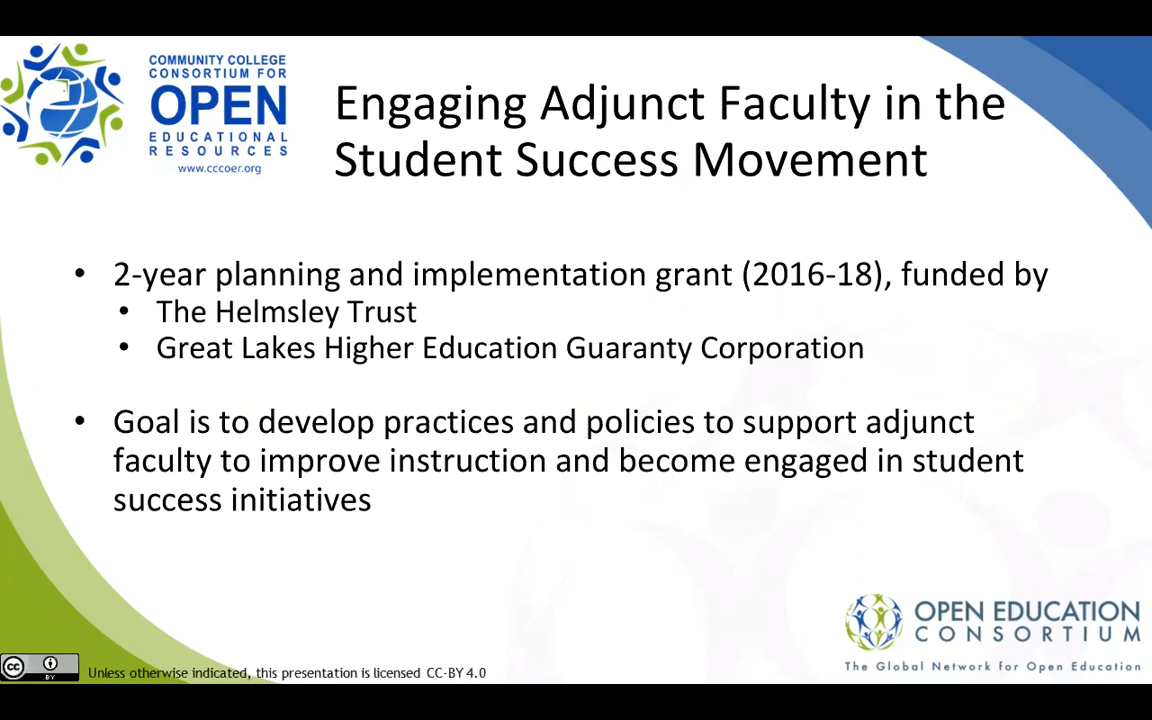 COMMUNITY COLLEGE
CONSORTIUM FOR
OPEN
EDUCATIONAL
RESOURCES
www.cccoer.org
Engaging Adjunct Faculty in the
Student Success Movement
• 2-year planning and implementation grant (2016-18), funded by
• The Helmsley Trust
• Great Lakes Higher Education Guaranty Corporation
• Goal is to develop practices and policies to support adjunct
faculty to improve instruction and become engaged in student
success initiatives
OPEN EDUCATION
CONSORTIUM
The Global Network for Open Education
cc
BY
Unless otherwise indicated, this presentation is licensed CC-BY 4.0